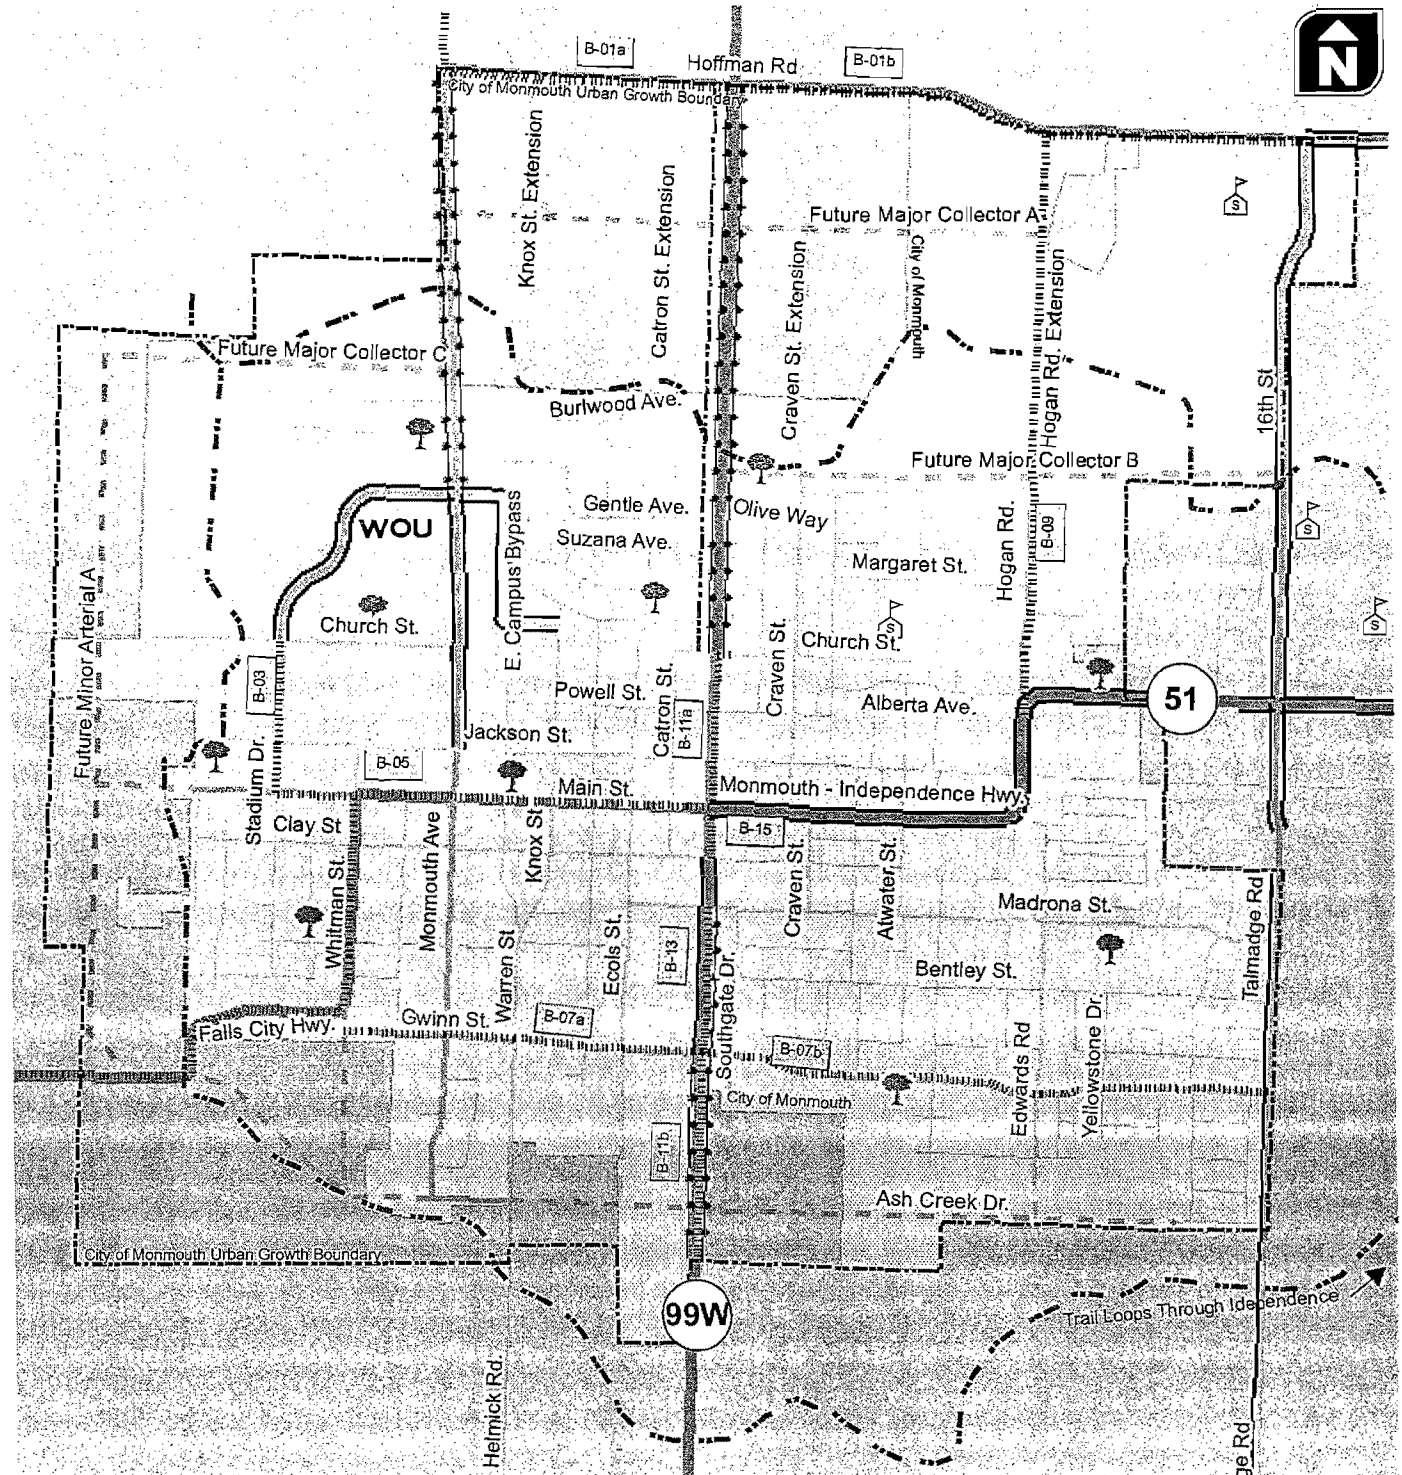 N
B-01a
Hoffman Rd
B-01b
City of Monmouth Urban Growth Boundary
Knox St. Extension
Catron St. Extension
Future Major Collector A
Craven St. Extension
City of Monmouth
Hogan Rd. Extension
S
Future Major Collector C
Burlwood Ave.
16th St
Future Major Collector B
WOU
E. Campus Bypass
Gentle Ave.
Olive Way
Suzana Ave.
Hogan Rd.
B-09
S
Margaret St.
Future Minor Arterial A
Church St.
Craven St.
Church St.
S
S
B-03
Powell St.
Catron St.
B-11a
Alberta Ave.
51
Stadium Dr.
Jackson St.
B-05
Main St.
Monmouth - Independence Hwy.
Clay St
B-15
Whitman St.
Monmouth Ave
Knox St
Craven St.
Atwater St.
Madrona St.
Talmadge Rd
Warren St
Ecols St.
B-13
Southgate Dr.
Bentley St.
Falls City Hwy.
Gwinn St.
B-07a
B-07b
Edwards Rd
Yellowstone Dr.
City of Monmouth
B-11b
Ash Creek Dr.
City of Monmouth Urban Growth Boundary
99W
Trail Loops Through Idependence
Helmick Rd.
ge Rd